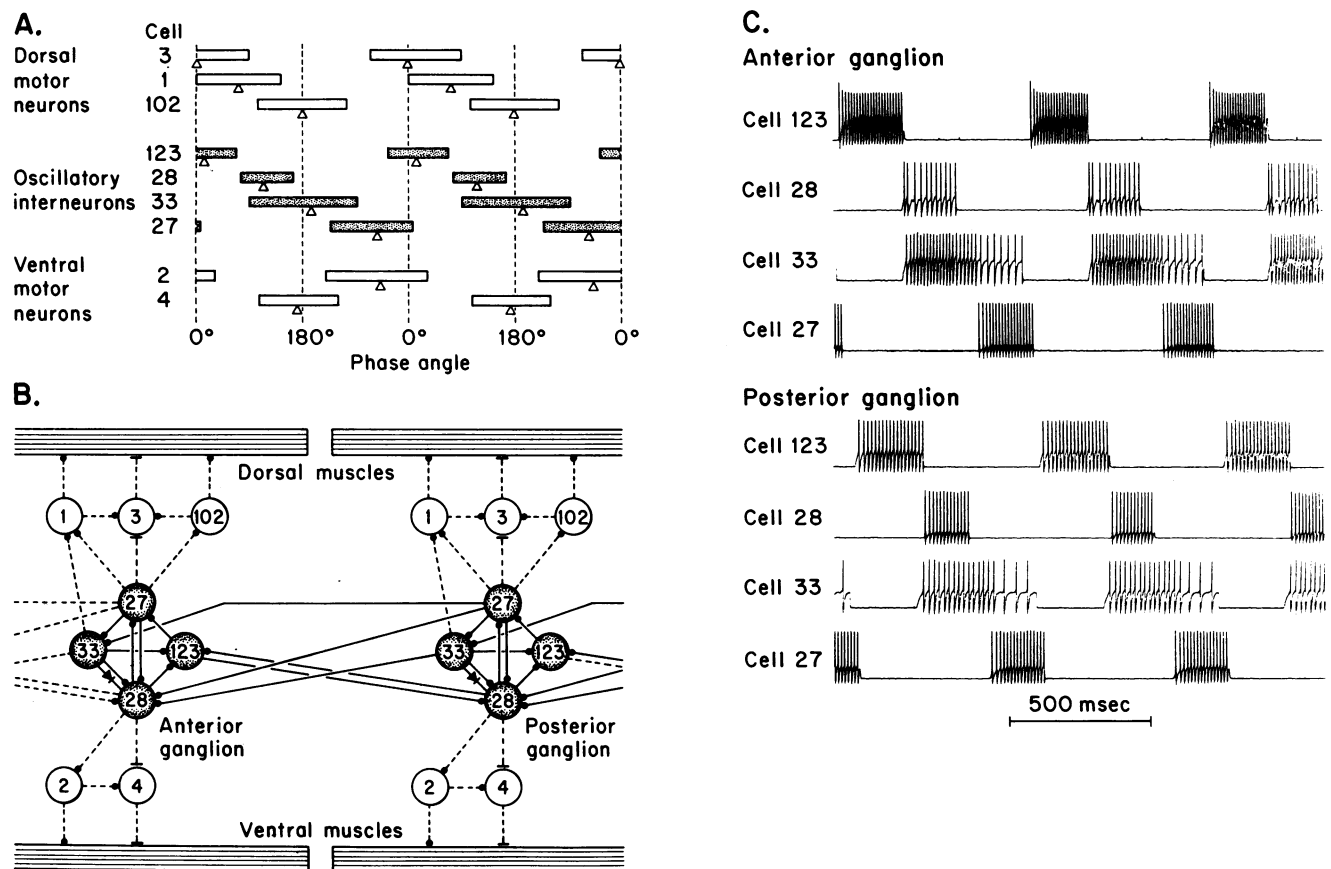 A.
Cell
Dorsal motor neurons
3
1
102
Oscillatory interneurons
123
28
33
27
Ventral motor neurons
2
4
0° 180° 0° 180° 0°
Phase angle
B.
Dorsal muscles
1 3 102 1 3 102
27 27
33 123 33 123
28 28
Anterior ganglion
Posterior ganglion
2 4 2 4
Ventral muscles
C.
Anterior ganglion
Cell 123
Cell 28
Cell 33
Cell 27
Posterior ganglion
Cell 123
Cell 28
Cell 33
Cell 27
500 msec